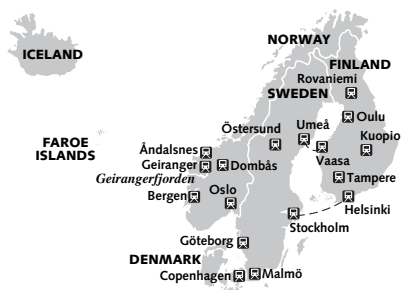 NORWAY
ICELAND
FINLAND
Rovaniemi
SWEDEN
Oulu
Umeå
Östersund
Kuopio
FAROE
ISLANDS
Åndalsnes
Vaasa
Geiranger
Dombås
Geirangerfjorden
Tampere
Bergen
Oslo
Helsinki
Stockholm
Göteborg
DENMARK
Copenhagen
Malmö